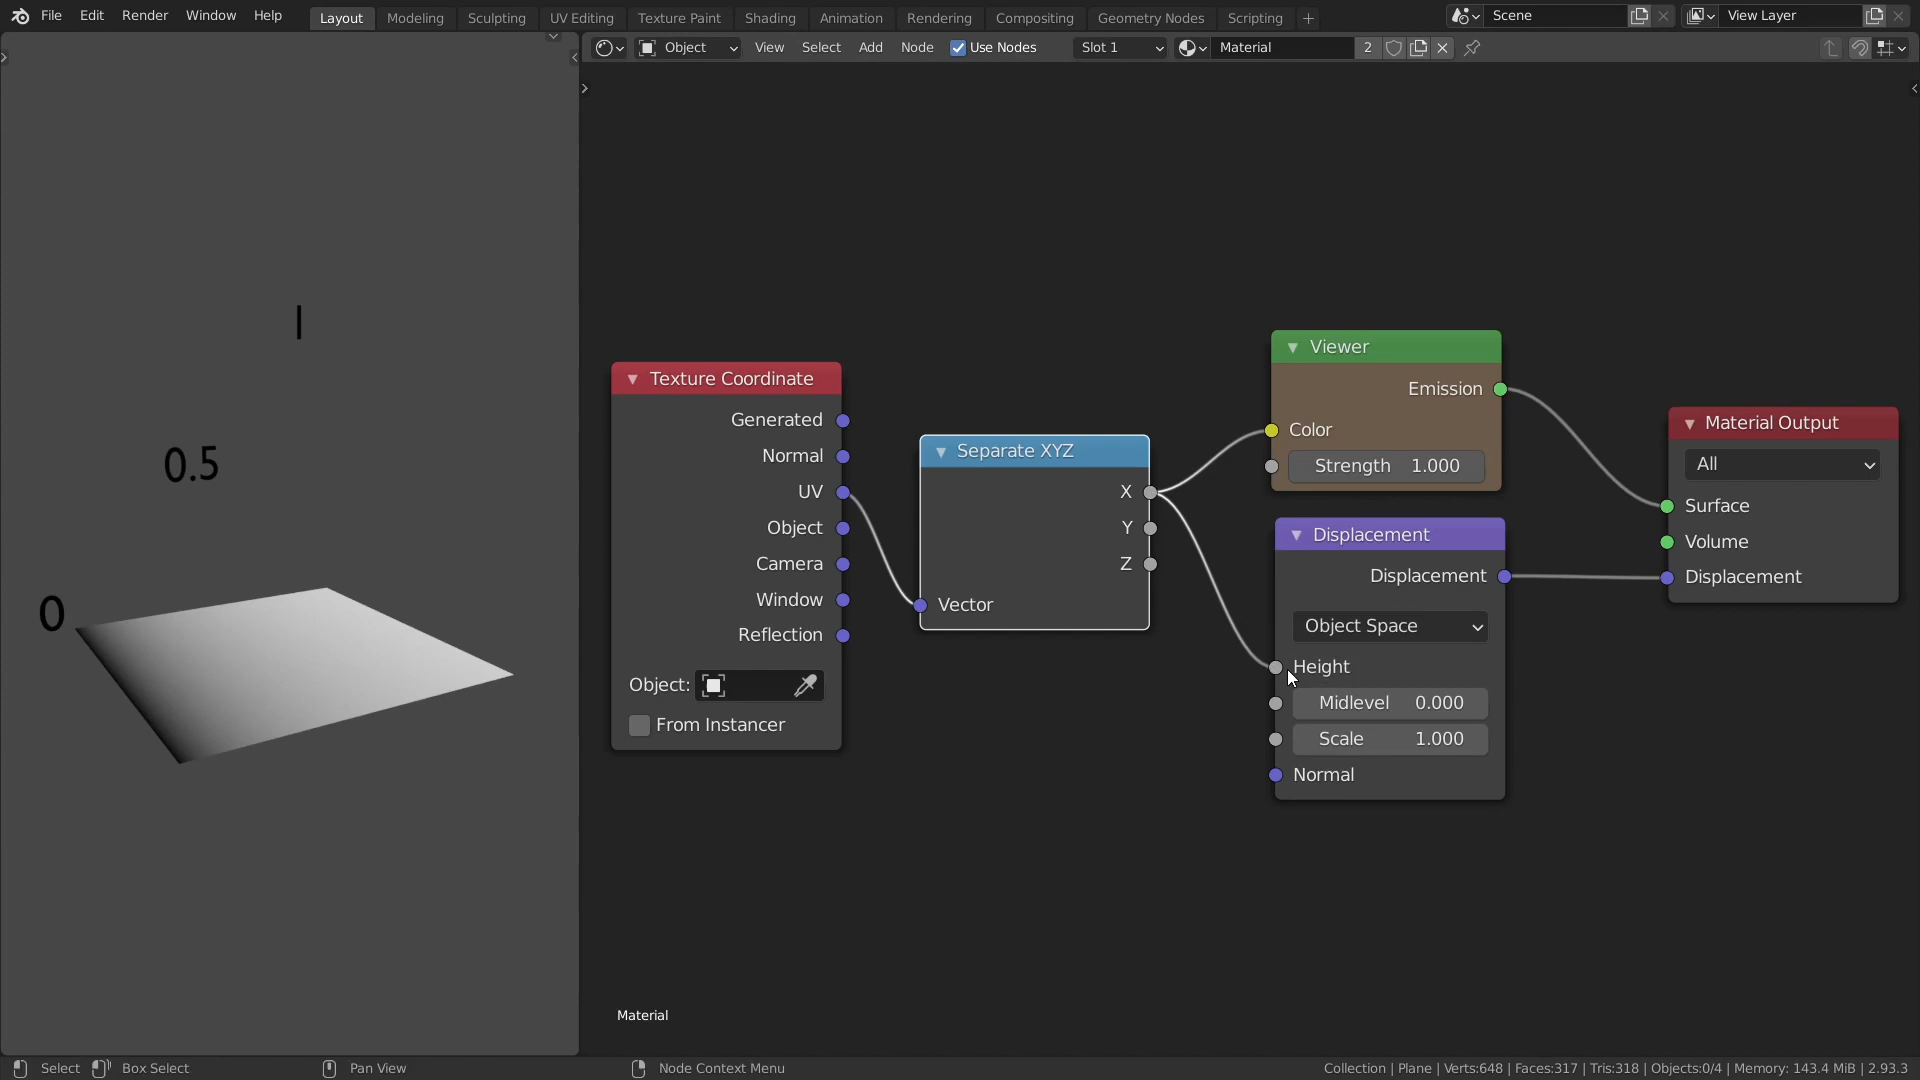 File Edit Render Window Help Layout Modeling Sculpting UV Editing Texture Paint Shading Animation Rendering Compositing Geometry Nodes Scripting + Scene View Layer
Object View Select Add Node Use Nodes Slot 1 Material 2
1
0.5
0
Texture Coordinate
Generated
Normal
UV
Object
Camera
Window
Reflection
Object:
From Instancer
Separate XYZ
X
Y
Z
Vector
Viewer
Emission
Color
Strength 1.000
Displacement
Displacement
Object Space
Height
Midlevel 0.000
Scale 1.000
Normal
Material Output
All
Surface
Volume
Displacement
Material
Select Box Select Pan View Node Context Menu Collection | Plane | Verts:648 | Faces:317 | Tris:318 | Objects:0/4 | Memory: 143.4 MiB | 2.93.3